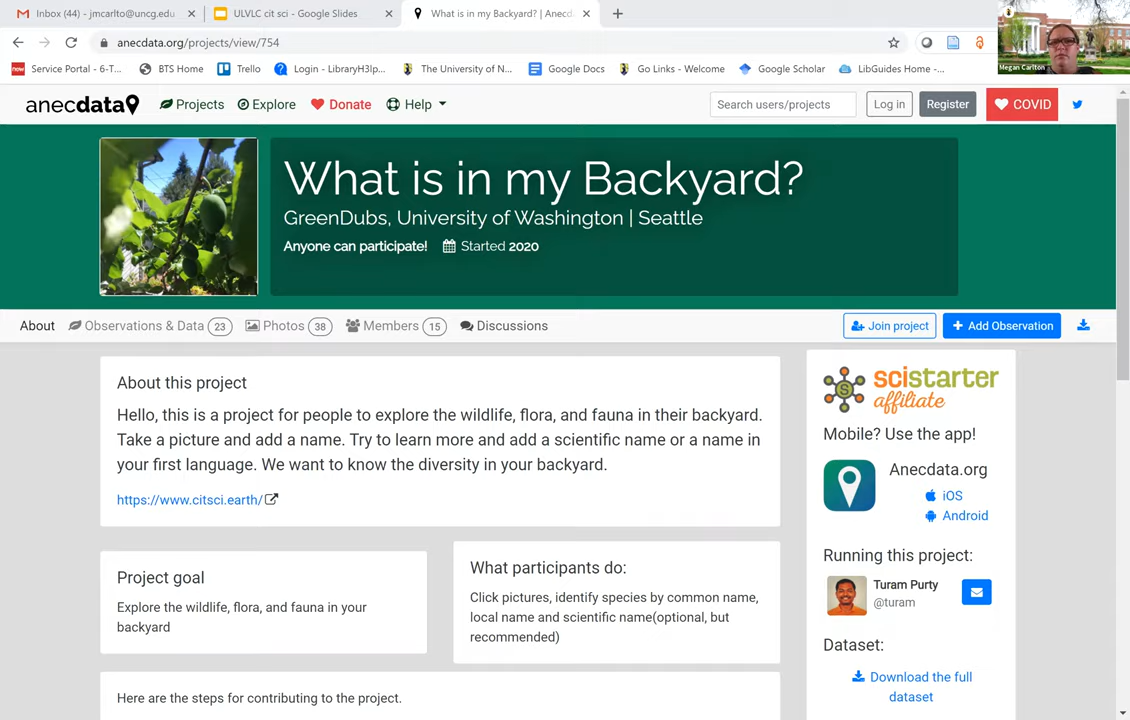 Inbox (44) - jmcarlto@uncg.edu
ULVLC cit sci - Google Slides
What is in my Backyard? | Anecd
anecdata.org/projects/view/754
Service Portal - 6-T...
BTS Home
Trello
Login - LibraryH3lp...
The University of N...
Google Docs
Go Links - Welcome
Google Scholar
LibGuides Home -...
Megan Carlton
anecdata
Projects
Explore
Donate
Help
Search users/projects
Log in
Register
COVID
What is in my Backyard?
GreenDubs, University of Washington | Seattle
Anyone can participate! Started 2020
About
Observations & Data 23
Photos 38
Members 15
Discussions
Join project
+ Add Observation
About this project
Hello, this is a project for people to explore the wildlife, flora, and fauna in their backyard.
Take a picture and add a name. Try to learn more and add a scientific name or a name in
your first language. We want to know the diversity in your backyard.
https://www.citsci.earth/
Project goal
Explore the wildlife, flora, and fauna in your
backyard
What participants do:
Click pictures, identify species by common name,
local name and scientific name(optional, but
recommended)
Here are the steps for contributing to the project.
scistarter
affiliate
Mobile? Use the app!
Anecdata.org
iOS
Android
Running this project:
Turam Purty
@turam
Dataset:
Download the full
dataset